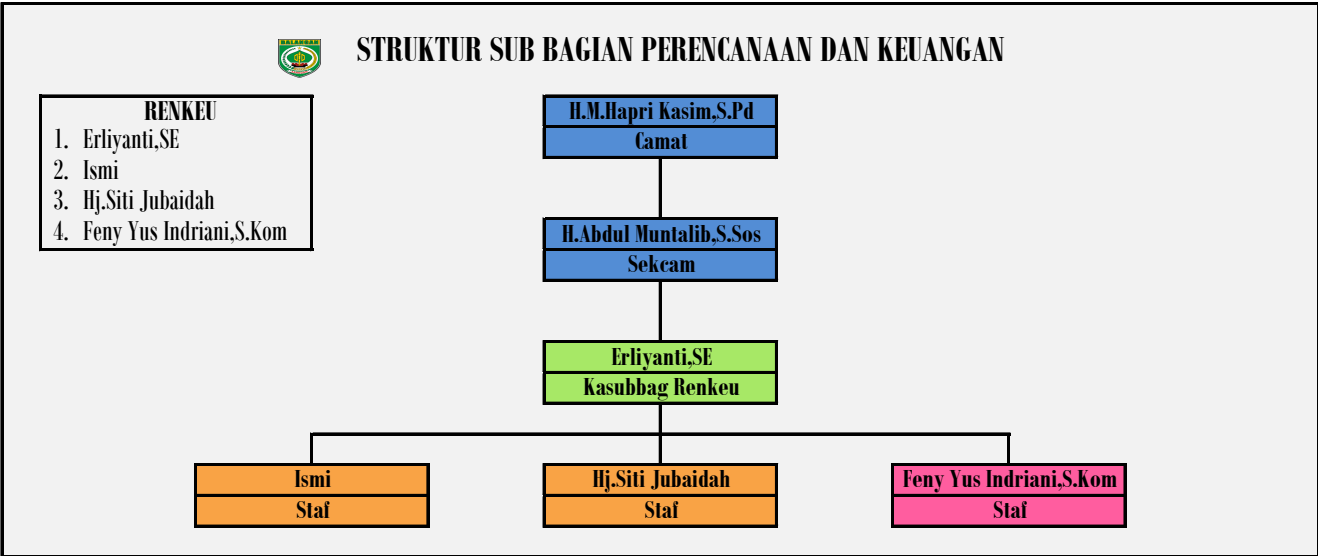 BALANGAN
STRUKTUR SUB BAGIAN PERENCANAAN DAN KEUANGAN
RENKEU
1. Erliyanti,SE
2. Ismi
3. Hj.Siti Jubaidah
4. Feny Yus Indriani,S.Kom
H.M.Hapri Kasim,S.Pd
Camat
H.Abdul Muntalib,S.Sos
Sekcam
Erliyanti,SE
Kasubbag Renkeu
Ismi
Staf
Hj.Siti Jubaidah
Staf
Feny Yus Indriani,S.Kom
Staf